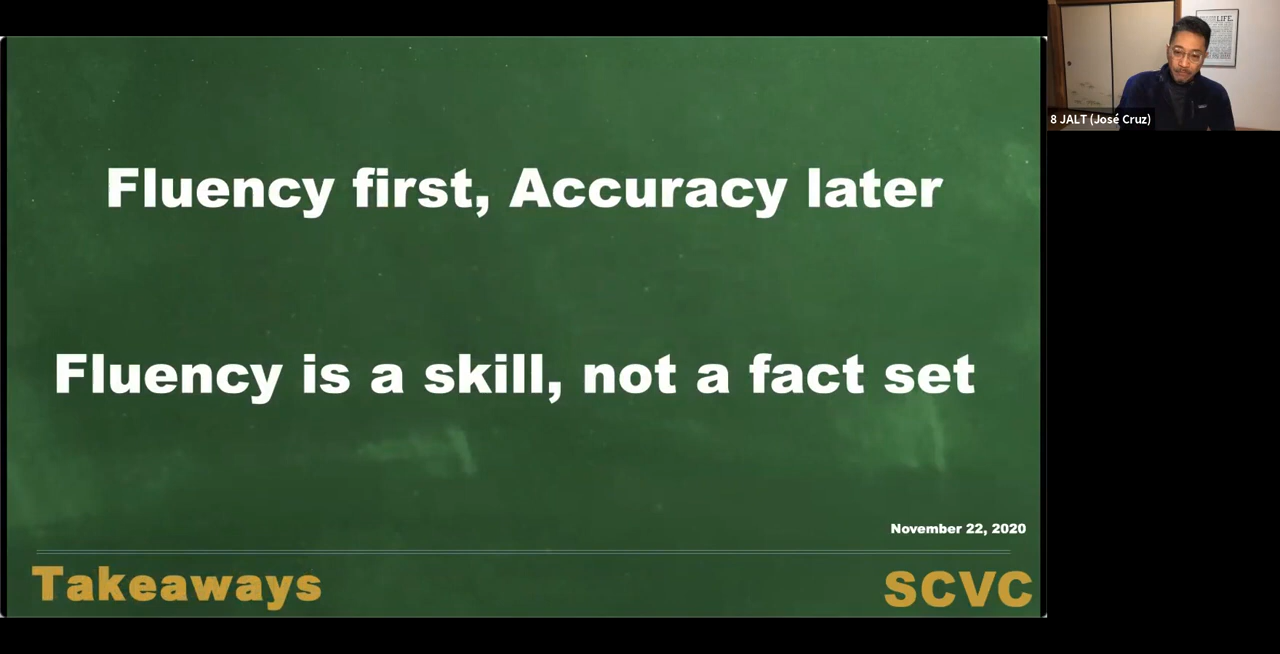 Fluency first, Accuracy later
Fluency is a skill, not a fact set
November 22, 2020
Takeaways
SCVC
LIFE.
8 JALT (José Cruz)